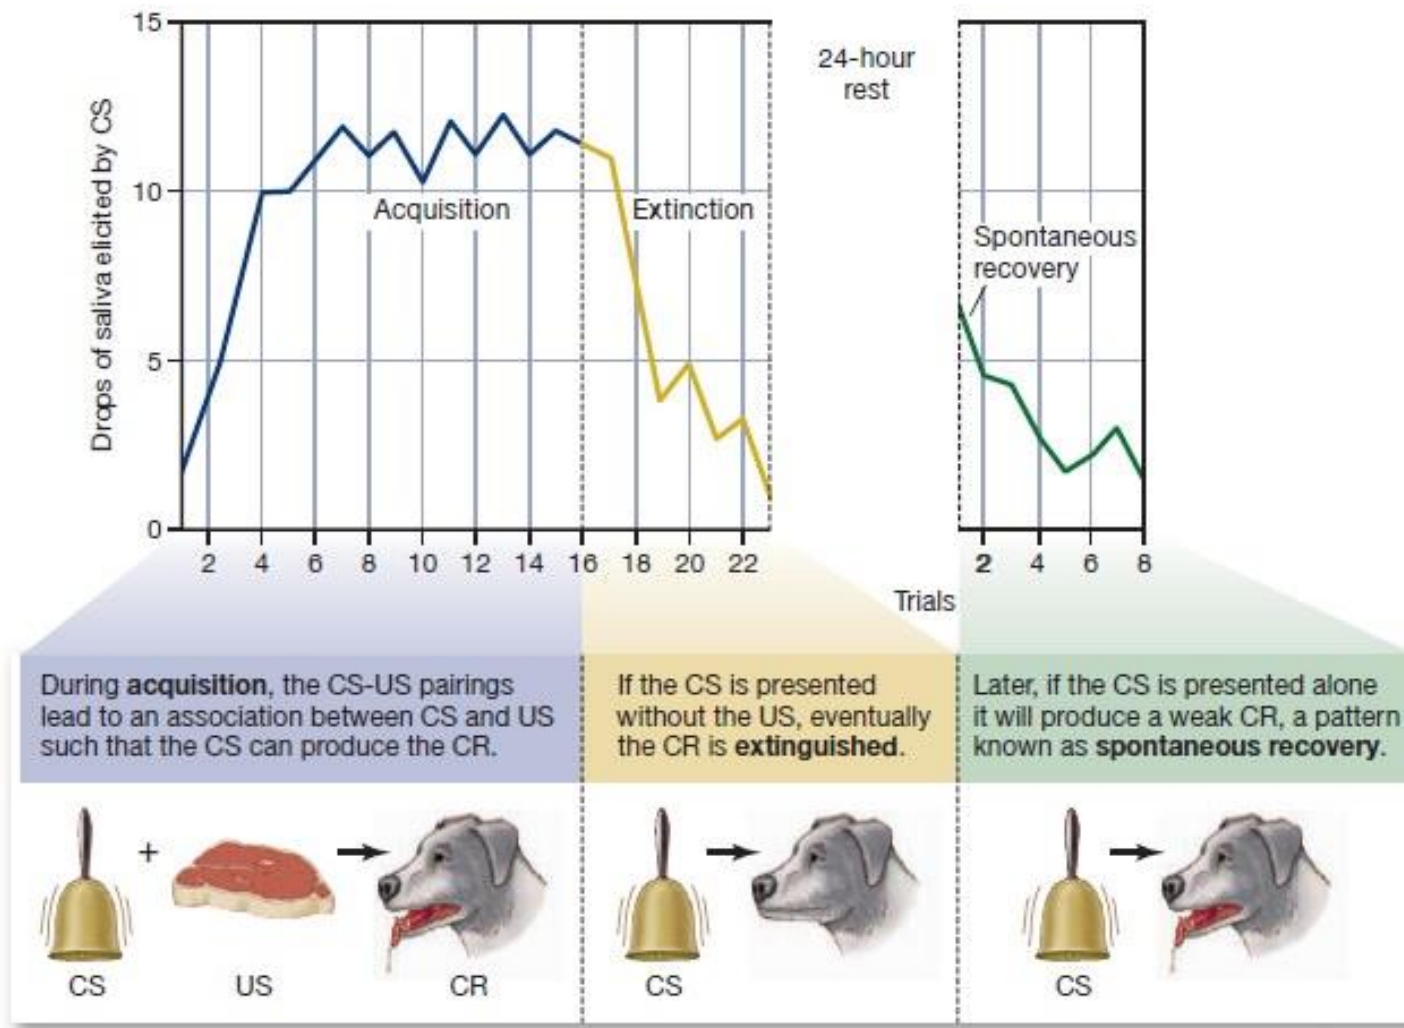 15
24-hour
rest
Drops of saliva elicited by CS
10
Acquisition
Extinction
Spontaneous
recovery
5
0
2 4 6 8 10 12 14 16 18 20 22
2 4 6 8
Trials
During acquisition, the CS-US pairings
lead to an association between CS and US
such that the CS can produce the CR.
If the CS is presented
without the US, eventually
the CR is extinguished.
Later, if the CS is presented alone
it will produce a weak CR, a pattern
known as spontaneous recovery.
+
CS US CR
CS
CS